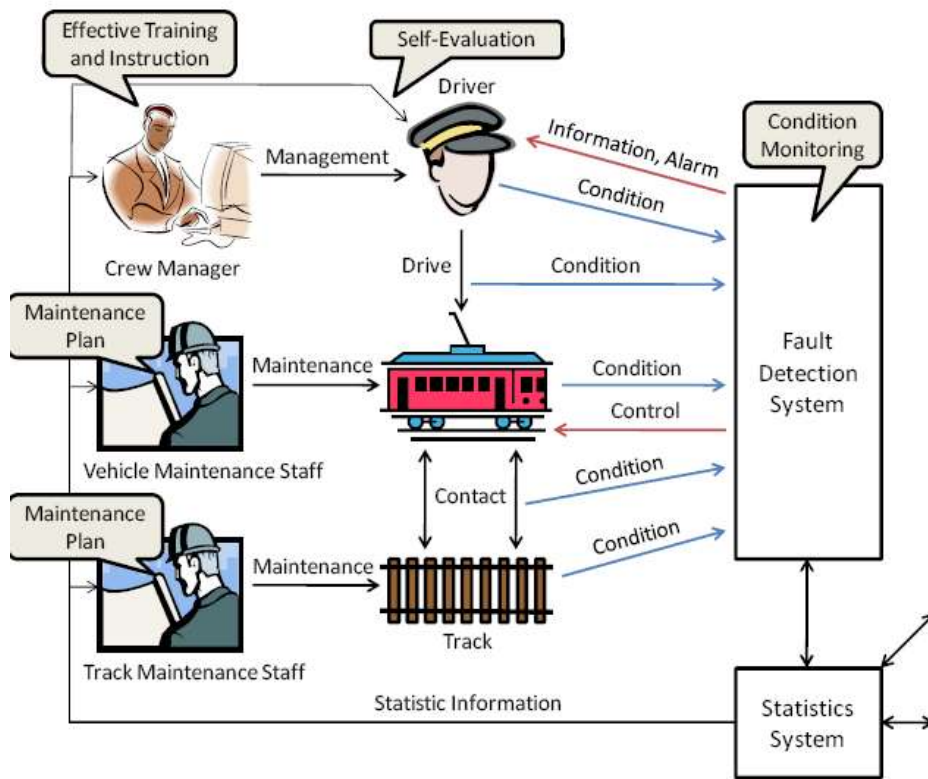 Effective Training
and Instruction
Self-Evaluation
Driver
Condition
Monitoring
Information, Alarm
Management
Condition
Crew Manager
Drive
Condition
Maintenance
Plan
Maintenance
Condition
Fault
Detection
System
Control
Vehicle Maintenance Staff
Condition
Contact
Maintenance
Plan
Condition
Maintenance
Track
Track Maintenance Staff
Statistic Information
Statistics
System